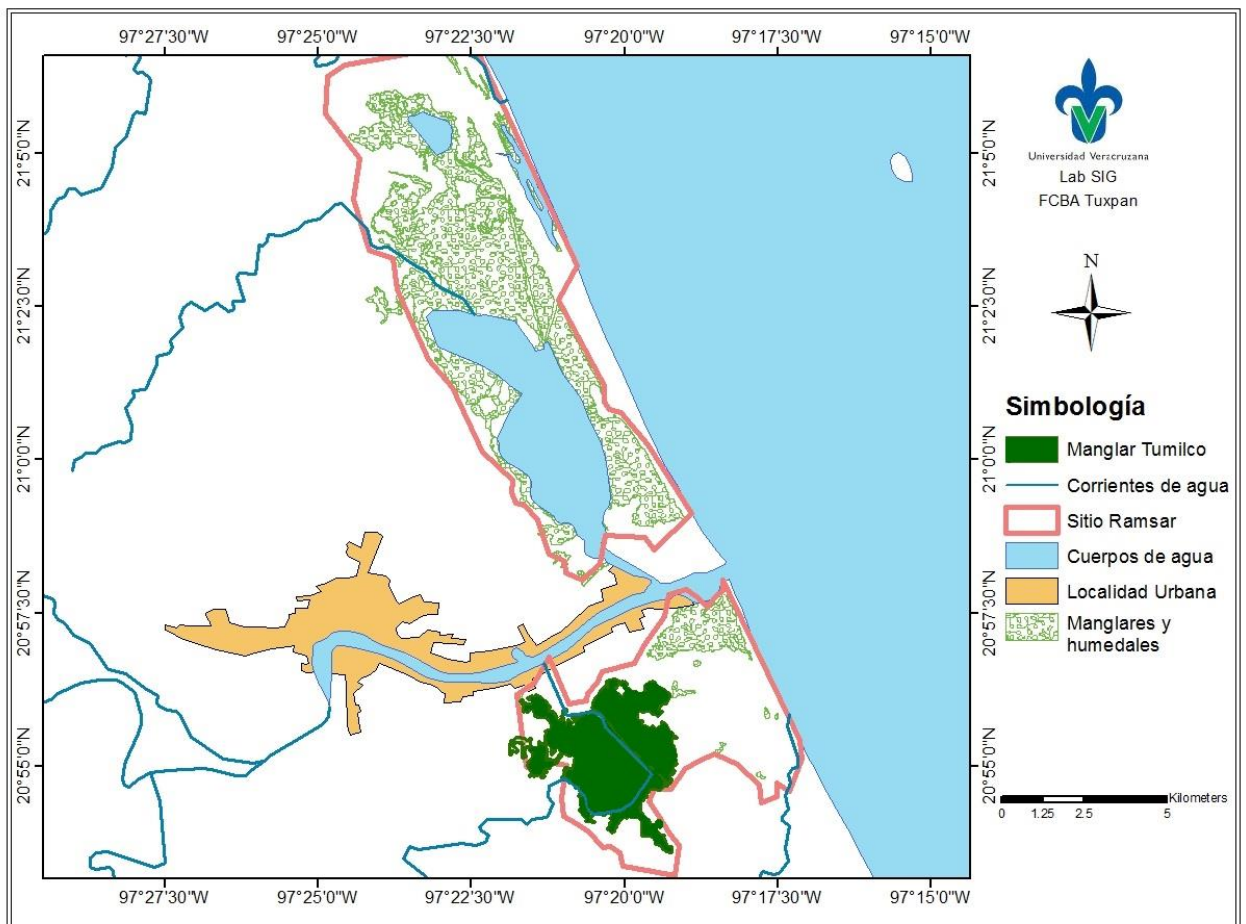 97°27'30"W 97°25'0"W 97°22'30"W 97°20'0"W 97°17'30"W 97°15'0"W
21°5'0"N
21°2'30"N
21°0'0"N
20°57'30"N
20°55'0"N
21°5'0"N
21°2'30"N
21°0'0"N
20°57'30"N
20°55'0"N
97°27'30"W 97°25'0"W 97°22'30"W 97°20'0"W 97°17'30"W 97°15'0"W
Universidad Veracruzana
Lab SIG
FCBA Tuxpan
N
Simbología
Manglar Tumilco
Corrientes de agua
Sitio Ramsar
Cuerpos de agua
Localidad Urbana
Manglares y
humedales
Kilometers
0 1.25 2.5 5